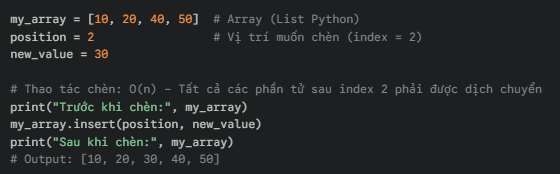 my_array = [10, 20, 40, 50]  # Array (List Python)
position = 2                 # Vị trí muốn chèn (index = 2)
new_value = 30
# Thao tác chèn: O(n) – Tất cả các phần tử sau index 2 phải được dịch chuyển
print("Trước khi chèn:", my_array)
my_array.insert(position, new_value)
print("Sau khi chèn:", my_array)
# Output: [10, 20, 30, 40, 50]